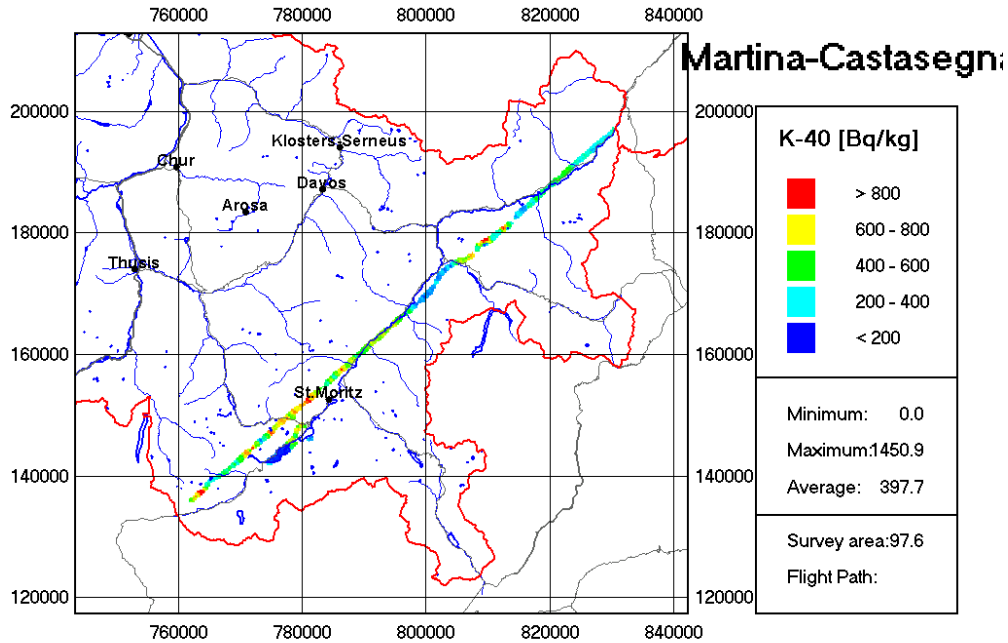 760000 780000 800000 820000 840000
Martina-Castasegna
200000 200000
K-40 [Bq/kg]
Klosters-Serneus
Chur
Davos
> 800
Arosa
600 - 800
180000 180000
Thusis
400 - 600
200 - 400
< 200
160000 160000
St.Moritz
Minimum: 0.0
Maximum:1450.9
140000 140000
Average: 397.7
Survey area:97.6
Flight Path:
120000 120000
760000 780000 800000 820000 840000